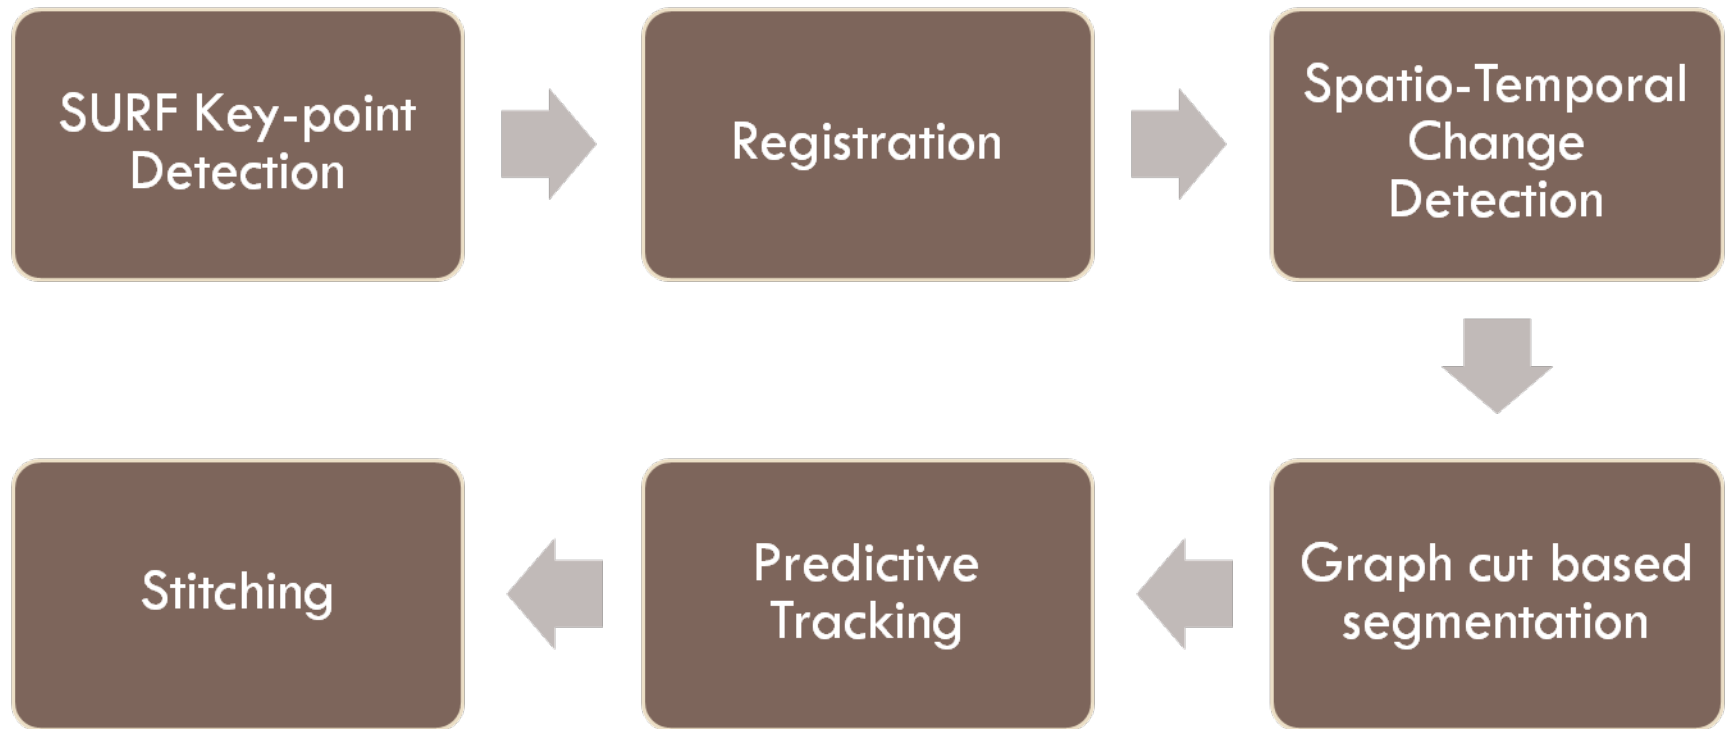 SURF Key-point
Detection
Registration
Spatio-Temporal
Change
Detection
Graph cut based
segmentation
Predictive
Tracking
Stitching